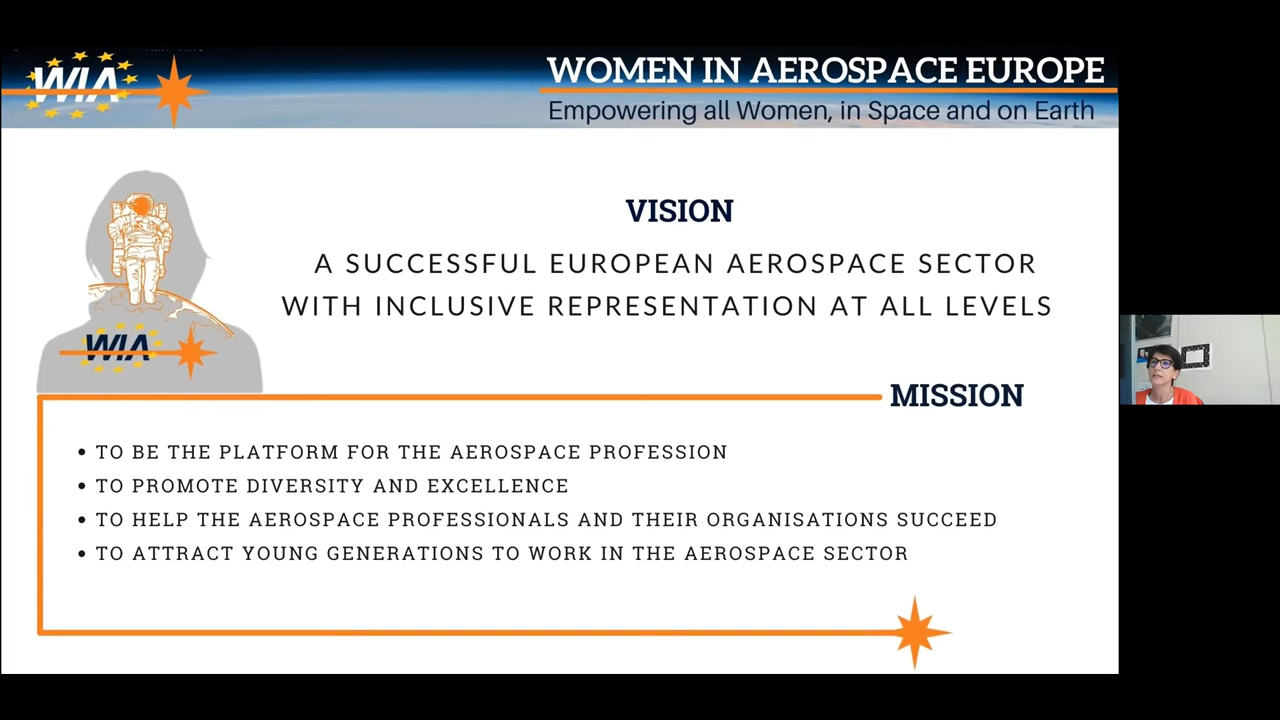 WIA
WOMEN IN AEROSPACE EUROPE
Empowering all Women, in Space and on Earth
VISION
A SUCCESSFUL EUROPEAN AEROSPACE SECTOR
WITH INCLUSIVE REPRESENTATION AT ALL LEVELS
WIA
MISSION
• TO BE THE PLATFORM FOR THE AEROSPACE PROFESSION
• TO PROMOTE DIVERSITY AND EXCELLENCE
• TO HELP THE AEROSPACE PROFESSIONALS AND THEIR ORGANISATIONS SUCCEED
• TO ATTRACT YOUNG GENERATIONS TO WORK IN THE AEROSPACE SECTOR